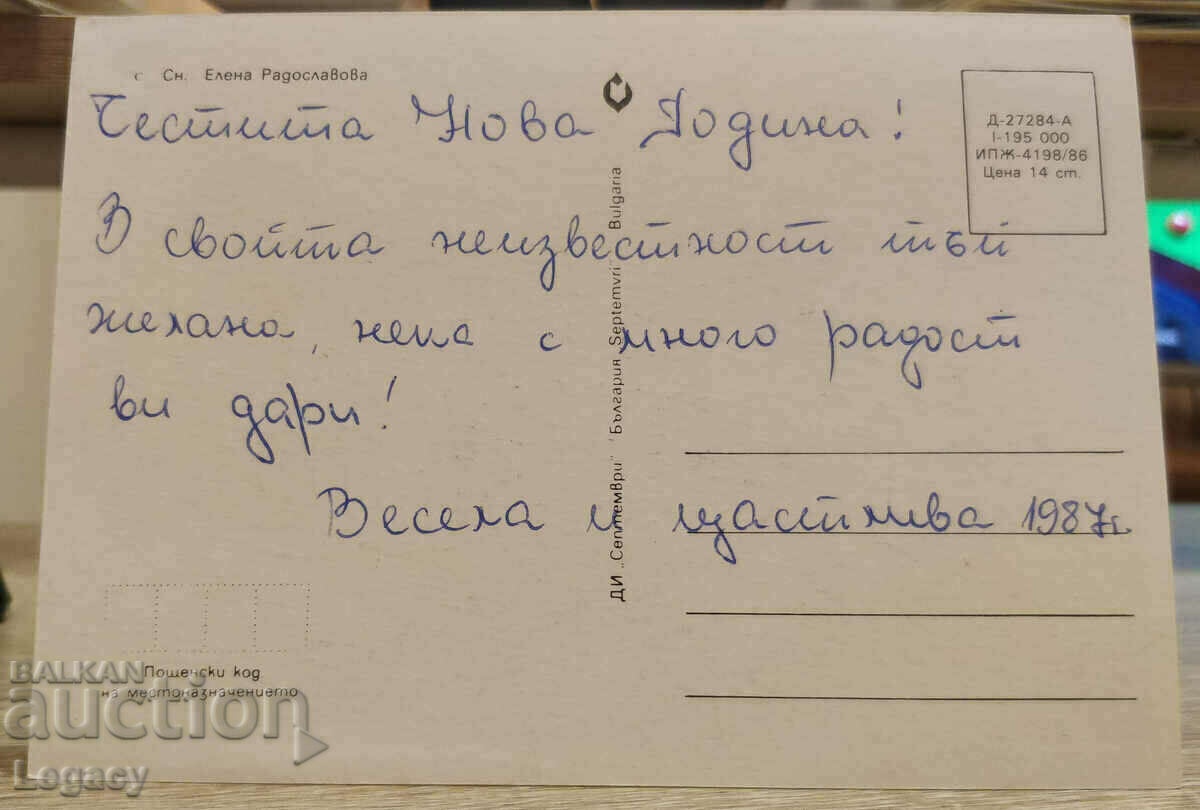 с Сн. Елена Радославова
Честита Нова Година!
Д-27284-А
I-195 000
ИПЖ-4198/86
Цена 14 ст.
В свойта неизвестност тъй
желана, нека с много радост
ви дари!
Весела и щастлива 1987г.
ДИ „Септември" България Septemvri Bulgaria
Пощенски код
на местоназначението
BALKAN
auction
Legacy